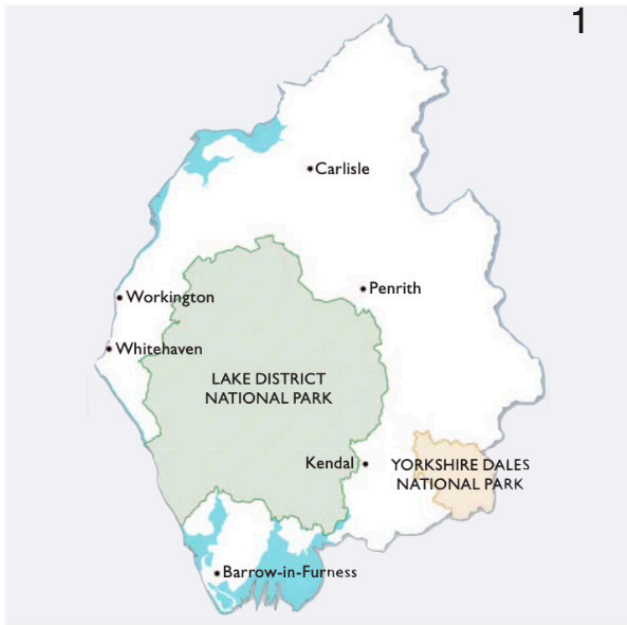 1
Carlisle
Penrith
Workington
Whitehaven
LAKE DISTRICT
NATIONAL PARK
Kendal
YORKSHIRE DALES
NATIONAL PARK
Barrow-in-Furness